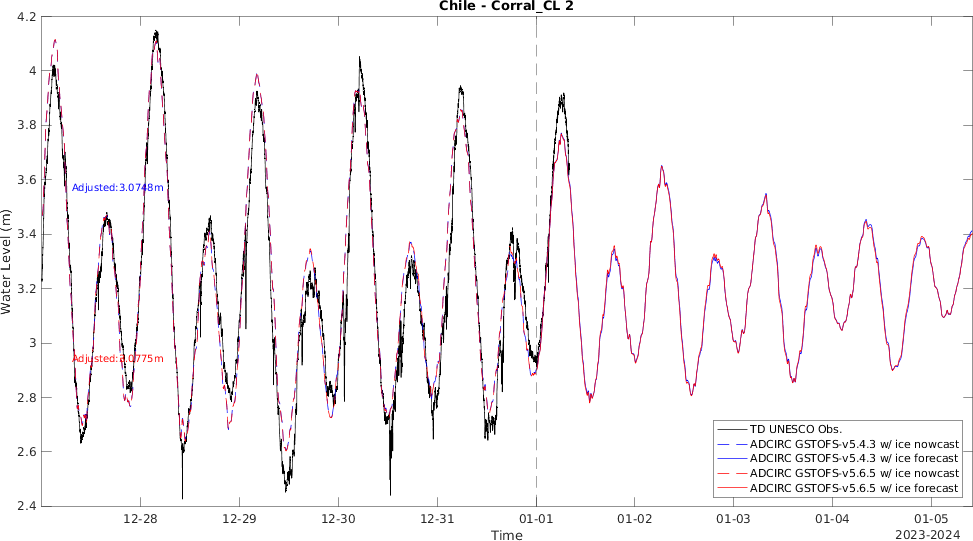 Chile - Corral_CL 2
4.2
4
3.8
3.6
3.4
3.2
3
2.8
2.6
2.4
Water Level (m)
Adjusted:3.0748m
Adjusted:3.0775m
TD UNESCO Obs.
ADCIRC GSTOFS-v5.4.3 w/ ice nowcast
ADCIRC GSTOFS-v5.4.3 w/ ice forecast
ADCIRC GSTOFS-v5.6.5 w/ ice nowcast
ADCIRC GSTOFS-v5.6.5 w/ ice forecast
12-28 12-29 12-30 12-31 01-01 01-02 01-03 01-04 01-05
Time
2023-2024